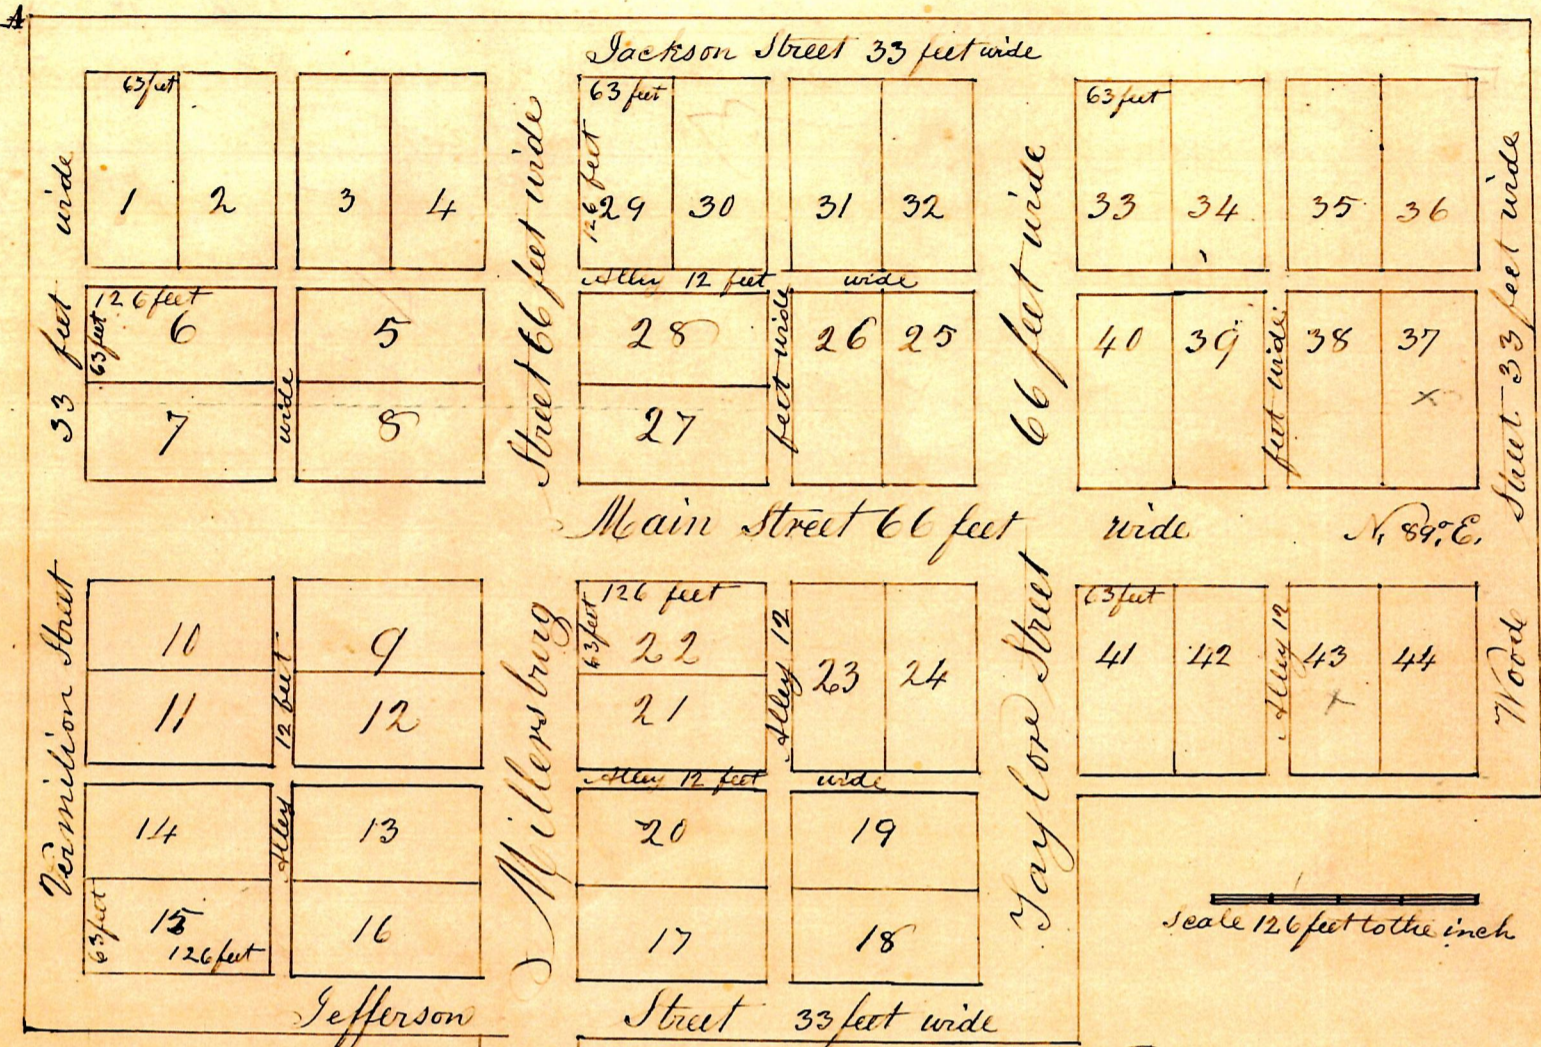 A
Jackson Street 33 feet wide
63 feet
63 feet
63 feet
126 feet
1 2 3 4 29 30 31 32 33 34 35 36
Alley 12 feet wide
126 feet
63 feet
6 5 28 26 25 40 39 38 37
x
7 8 27
Main Street 66 feet wide
N. 89° E.
126 feet
63 feet
63 feet
10 9 22 23 24 41 42 43 44
x
11 12 21
Alley 12 feet wide
14 13 20 19
15 16 17 18
63 feet
126 feet
Jefferson Street 33 feet wide
Vermilion Street 33 feet wide
Alley 12 feet wide
Millersburg Street 66 feet wide
Alley 12 feet wide
Taylor Street 66 feet wide
Alley 12 feet wide
Wood Street 33 feet wide
scale 126 feet to the inch